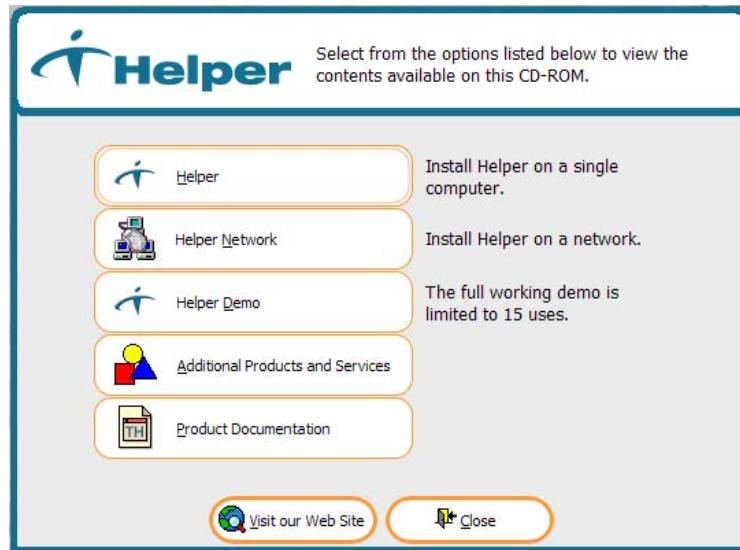 Helper
Select from the options listed below to view the
contents available on this CD-ROM.
Helper
Install Helper on a single
computer.
Helper Network
Install Helper on a network.
Helper Demo
The full working demo is
limited to 15 uses.
Additional Products and Services
TH
Product Documentation
Visit our Web Site
Close